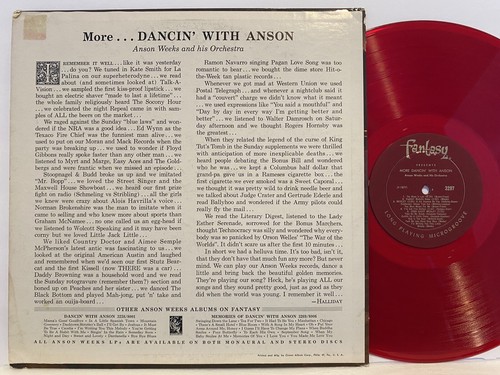 More . . . DANCIN' WITH ANSON
Anson Weeks and his Orchestra
I REMEMBER IT WELL . . . like it was yesterday
. . . do you? We tuned in Kate Smith for La
Palina on our superheterodyne . . . we read
about (and sometimes looked at) Talk-A-
Vision . . . we sampled the first kiss-proof lipstick . . . we
bought an electric shaver "made to last a lifetime" . . .
the whole family religiously heard The Socony Hour
. . . we celebrated the night Repeal came in with sam-
ples of ALL the beers on the market . . .
We rapped against the Sunday "Blue laws" and won-
dered if the NRA was a good idea . . . Ed Wynn as the
Texaco Fire Chief was the funniest man alive . . . we
used to put on our Moran and Mack Records when the
party was breaking up . . . we used to wonder if Floyd
Gibbons really spoke faster than any other man . . . we
listened to Myrt and Marge, Easy Aces and The Gold-
bergs and were frantic when we missed an episode . . .
Stoopnagel & Budd broke us up and we imitated
"Mr. Bopp" . . . we loved the Street Singer and the
Maxwell House Showboat . . . we heard our first prize
fight on radio (Schmeling vs Stribling) . . . all the girls
we knew were crazy about Alois Havrilla's voice . . .
Norman Brokenshire was the man to imitate when it
came to selling and who knew more about sports than
Graham McNamee . . . no one called us an egg-head if
we listened to Wolcott Speaking and it may have been
corny but we loved Little Jack Little . . .
We liked Country Doctor and Aimee Semple
McPherson's latest antic was fascinating to us . . . we
looked at the original American Austin and laughed
and remembered when we'd seen our first Stutz Bear-
cat and the first Kissell (now THERE was a car) . . .
Daddy Browning was a household word and we read
the Sunday rotogravure (remember them?) section and
boned up on Peaches and her sister . . . we danced The
Black Bottom and played Mah-jong, put 'n' take and
worked an ouija-board . . .
Ramon Navarro singing Pagan Love Song was too
romantic to bear . . . we bought the dime store Hit-o-
the-Week tan plastic records . . .
Whenever we got mad at Western Union we used
Postal Telegraph . . . and whenever a nightclub said it
had a "couvert" charge we didn't know what it meant
. . . we used expressions like "You said a mouthful" and
"Day by day in every way I'm getting better and
better" . . . we listened to Walter Damrosch on Satur-
day afternoon and we thought Rogers Hornsby was
the greatest . . .
When they related the legend of the curse of King
Tut's Tomb in the Sunday supplements we were thrilled
with anticipation of more inexplicable deaths . . . we
heard people debating the Bonus Bill and wondered
who he was . . . we kept a Columbus half dollar that
grand-pa gave us in a Ramses cigarette box . . . the
first cigarette we ever smoked was a Sweet Caporal . . .
we thought it was pretty wild to drink needle beer and
we talked about Judge Crater and Gertrude Ederle and
read Ballyhoo and wondered if the Army pilots could
really fly the mail . . .
We read the Literary Digest, listened to the Lady
Esther Serenade, sorrowed for the Bonus Marchers,
thought Technocracy was silly and wondered why every-
body was so panicked by Orson Welles' "The War of the
Worlds". It didn't scare us after the first 10 minutes . . .
In short we had a helluva time. It's too bad, isn't it,
that they don't have that much fun any more? But never
mind. We can play our Anson Weeks records, dance a
little and bring back the beautiful golden memories.
They're playing our song? Heck, he's playing ALL our
songs and they sound pretty good, just as good as they
did when the world was young. I remember it well . . .
—HALLIDAY
OTHER ANSON WEEKS ALBUMS ON FANTASY
DANCIN' WITH ANSON
MEMORIES OF DANCIN' WITH ANSON
ALL ANSON WEEKS LP's ARE AVAILABLE ON BOTH MONAURAL AND STEREO DISCS
fantasy
PRESENTS
MORE DANCIN' WITH ANSON
Anson Weeks and his Orchestra
LONG PLAYING MICROGROOVE